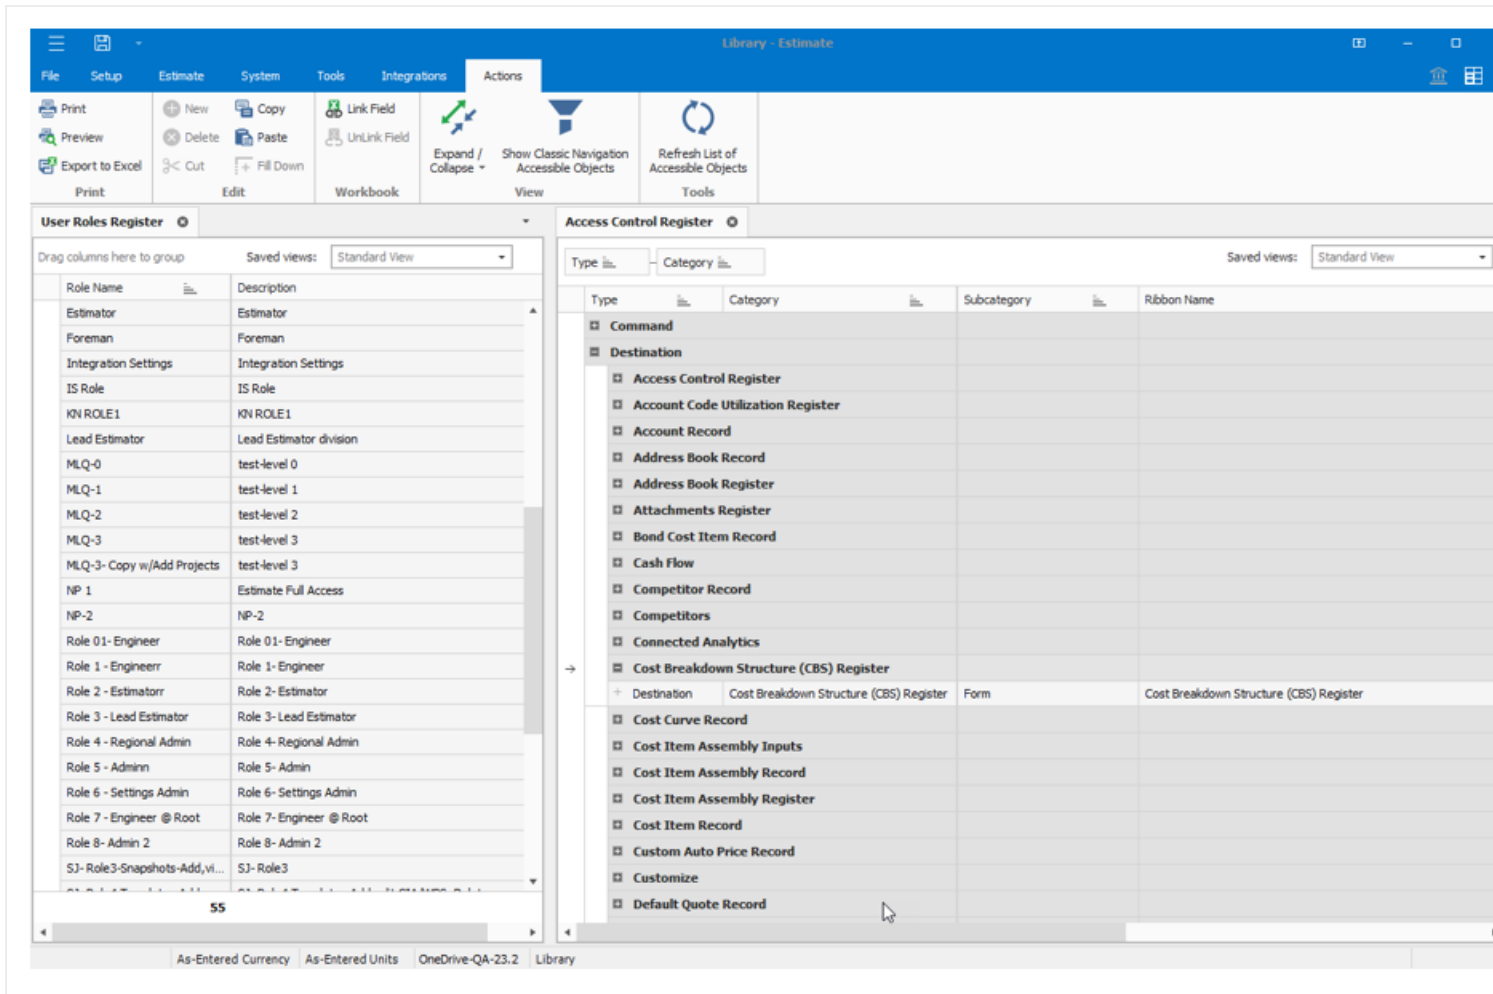 Library - Estimate
File Setup Estimate System Tools Integrations Actions
Print New Copy Link Field
Preview Delete Paste UnLink Field
Expand / Collapse Show Classic Navigation Accessible Objects Refresh List of Accessible Objects
Export to Excel Cut Fill Down
Print Edit Workbook View Tools
User Roles Register
Drag columns here to group Saved views: Standard View
Role Name Description
Estimator Estimator
Foreman Foreman
Integration Settings Integration Settings
IS Role IS Role
KN ROLE1 KN ROLE1
Lead Estimator Lead Estimator division
MLQ-0 test-level 0
MLQ-1 test-level 1
MLQ-2 test-level 2
MLQ-3 test-level 3
MLQ-3- Copy w/Add Projects test-level 3
NP 1 Estimate Full Access
NP-2 NP-2
Role 01- Engineer Role 01- Engineer
Role 1 - Engineerr Role 1- Engineer
Role 2 - Estimatorr Role 2- Estimator
Role 3 - Lead Estimator Role 3- Lead Estimator
Role 4 - Regional Admin Role 4- Regional Admin
Role 5 - Adminn Role 5- Admin
Role 6 - Settings Admin Role 6- Settings Admin
Role 7 - Engineer @ Root Role 7- Engineer @ Root
Role 8- Admin 2 Role 8- Admin 2
SJ- Role3-Snapshots-Add,vi... SJ- Role3
55
Access Control Register
Type Category Saved views: Standard View
Type Category Subcategory Ribbon Name
Command
Destination
Access Control Register
Account Code Utilization Register
Account Record
Address Book Record
Address Book Register
Attachments Register
Bond Cost Item Record
Cash Flow
Competitor Record
Competitors
Connected Analytics
Cost Breakdown Structure (CBS) Register
Destination Cost Breakdown Structure (CBS) Register Form Cost Breakdown Structure (CBS) Register
Cost Curve Record
Cost Item Assembly Inputs
Cost Item Assembly Record
Cost Item Assembly Register
Cost Item Record
Custom Auto Price Record
Customize
Default Quote Record
As-Entered Currency As-Entered Units OneDrive-QA-23.2 Library